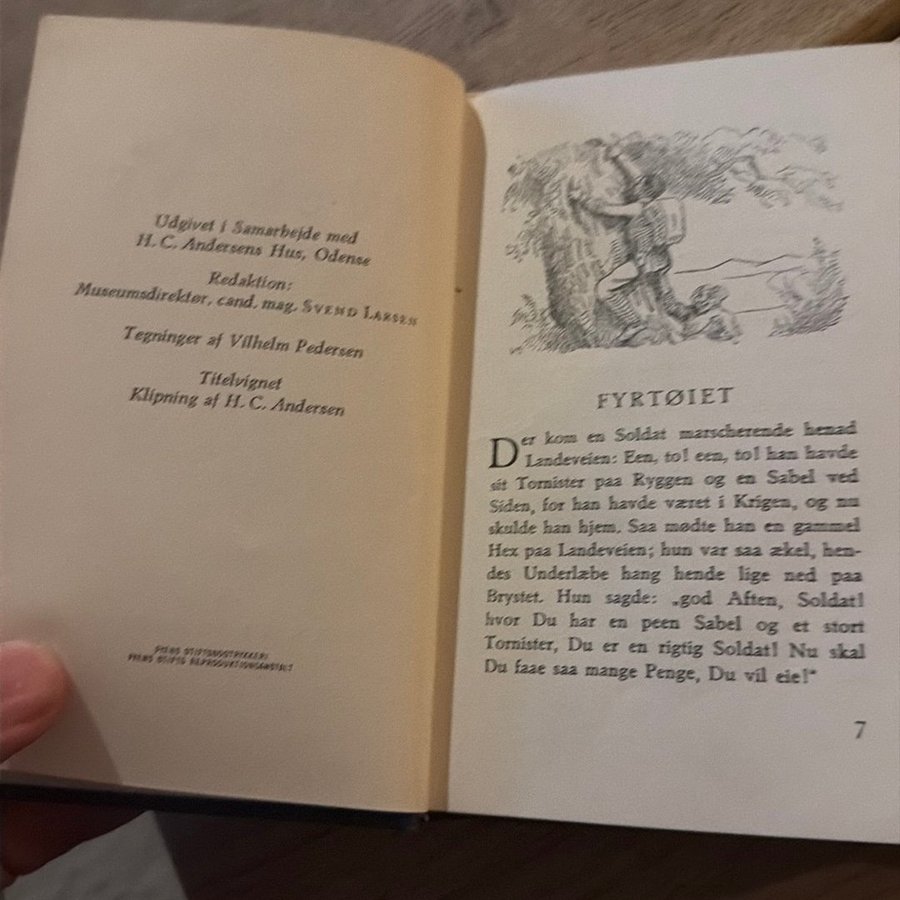 Udgivet i Samarbejde med
H. C. Andersens Hus, Odense
Redaktion:
Museumsdirektør, cand. mag. SVEND LARSEN
Tegninger af Vilhelm Pedersen
Titelvignet
Klipning af H. C. Andersen
FYENS STIFTSBOGTRYKKERI
FYENS STIFTS REPRODUKTIONSANSTALT
FYRTØIET
Der kom en Soldat marscherende henad
Landeveien: Een, to! een, to! han havde
sit Tornister paa Ryggen og en Sabel ved
Siden, for han havde været i Krigen, og nu
skulde han hjem. Saa mødte han en gammel
Hex paa Landeveien; hun var saa ækel, hen-
des Underlæbe hang hende lige ned paa
Brystet. Hun sagde: „god Aften, Soldat!
hvor Du har en peen Sabel og et stort
Tornister, Du er en rigtig Soldat! Nu skal
Du faae saa mange Penge, Du vil eie!“
7